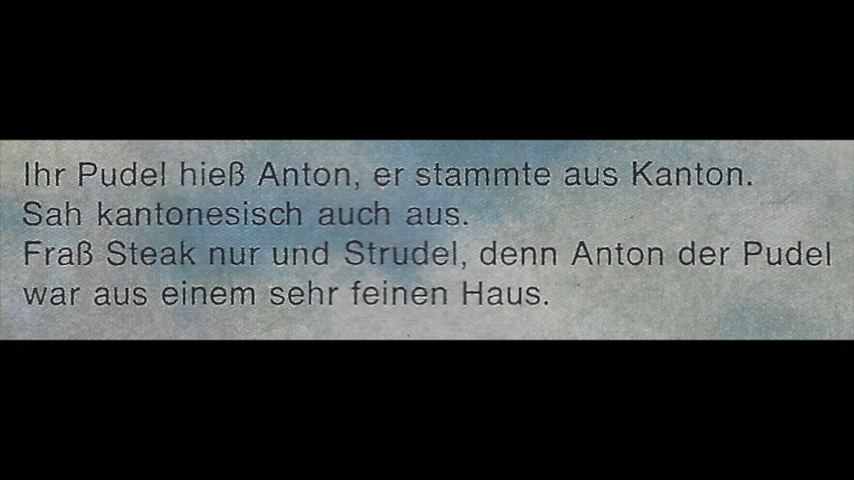 Ihr Pudel hieß Anton, er stammte aus Kanton.
Sah kantonesisch auch aus.
Fraß Steak nur und Strudel, denn Anton der Pudel
war aus einem sehr feinen Haus.